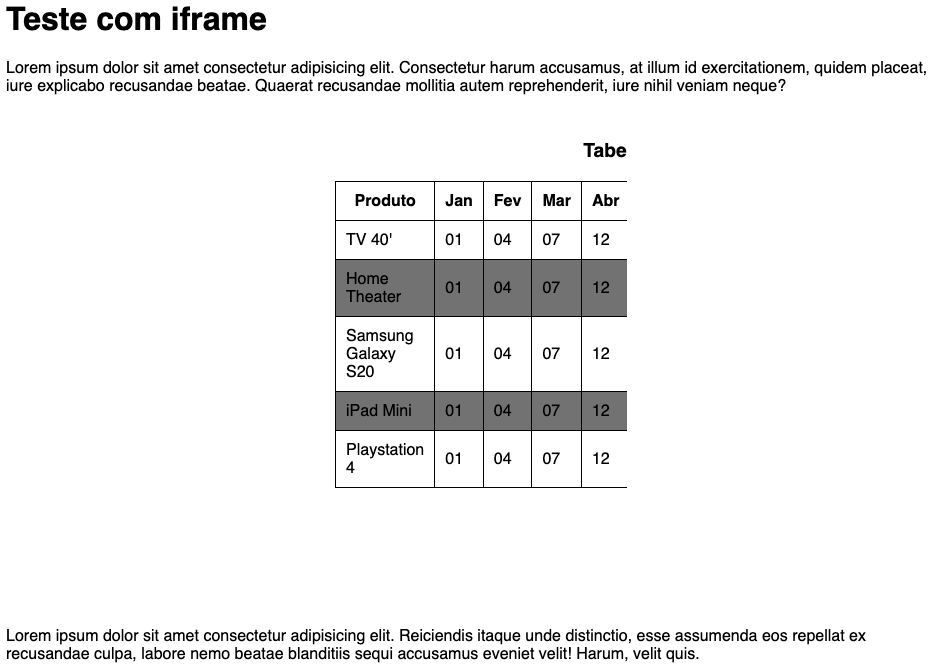 Teste com iframe
Lorem ipsum dolor sit amet consectetur adipisicing elit. Consectetur harum accusamus, at illum id exercitationem, quidem placeat,
iure explicabo recusandae beatae. Quaerat recusandae mollitia autem reprehenderit, iure nihil veniam neque?
Tabe
Produto Jan Fev Mar Abr
TV 40' 01 04 07 12
Home
Theater 01 04 07 12
Samsung
Galaxy 01 04 07 12
S20
iPad Mini 01 04 07 12
Playstation
4 01 04 07 12
Lorem ipsum dolor sit amet consectetur adipisicing elit. Reiciendis itaque unde distinctio, esse assumenda eos repellat ex
recusandae culpa, labore nemo beatae blanditiis sequi accusamus eveniet velit! Harum, velit quis.